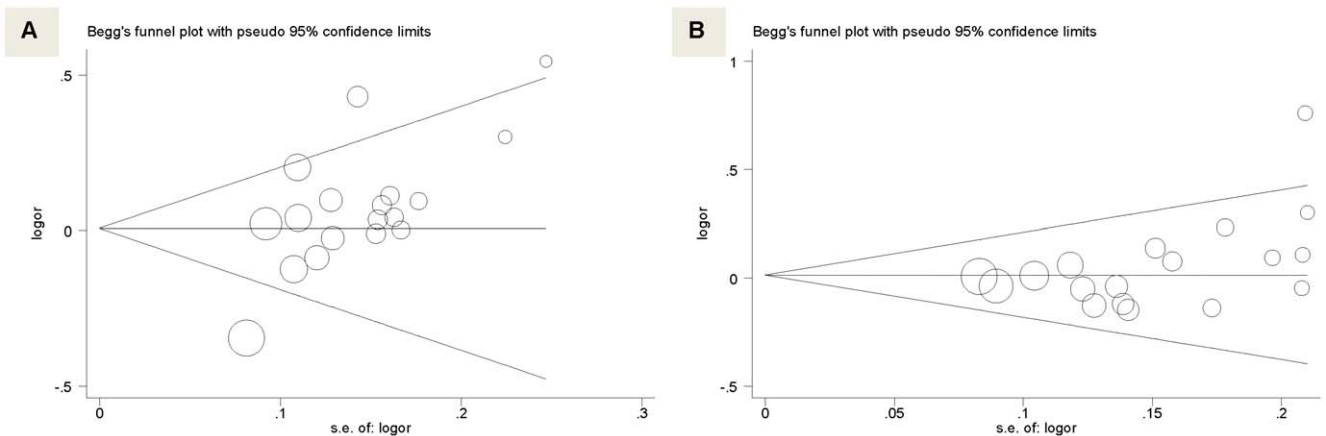 A
Begg's funnel plot with pseudo 95% confidence limits
.5
0
-.5
logor
0
.1
.2
.3
s.e. of: logor
B
Begg's funnel plot with pseudo 95% confidence limits
1
.5
0
-.5
logor
0
.05
.1
.15
.2
s.e. of: logor